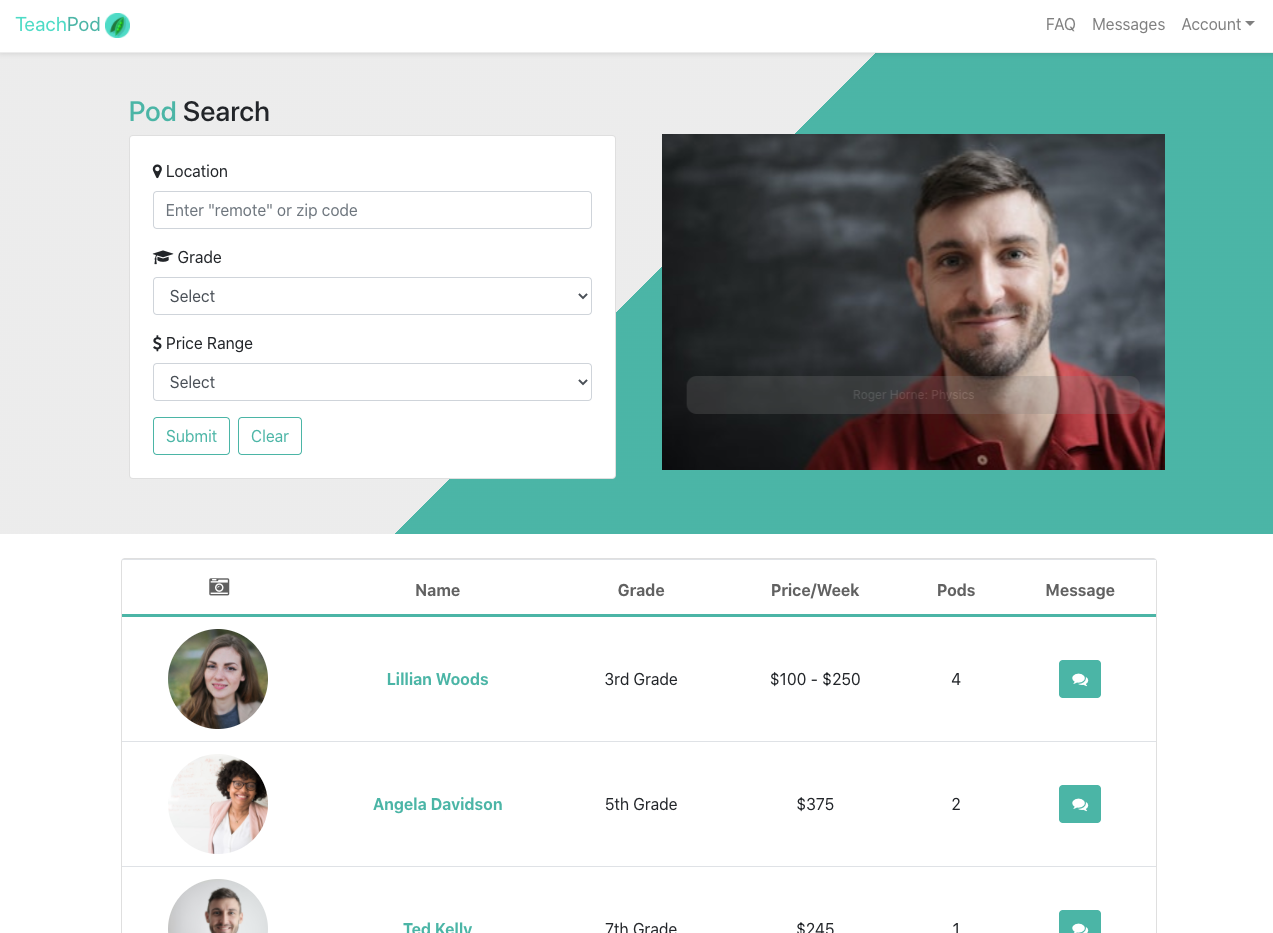 TeachPod
FAQ Messages Account
Pod Search
Location
Enter "remote" or zip code
Grade
Select
$ Price Range
Select
Submit Clear
Roger Horne: Physics
Name Grade Price/Week Pods Message
Lillian Woods 3rd Grade $100 - $250 4
Angela Davidson 5th Grade $375 2
Ted Kelly 7th Grade $245 1